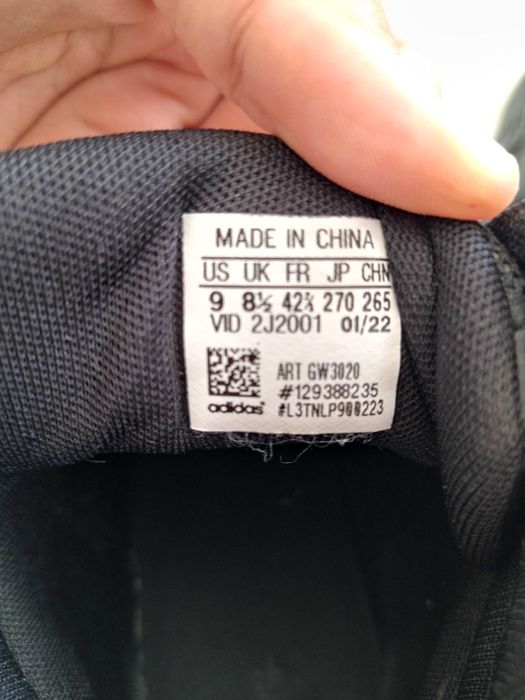 MADE IN CHINA
US UK FR JP CHN
9 8½ 42⅔ 270 265
VID 2J2001 01/22
ART GW3020
#129388235
adidas #L3TNLP900223